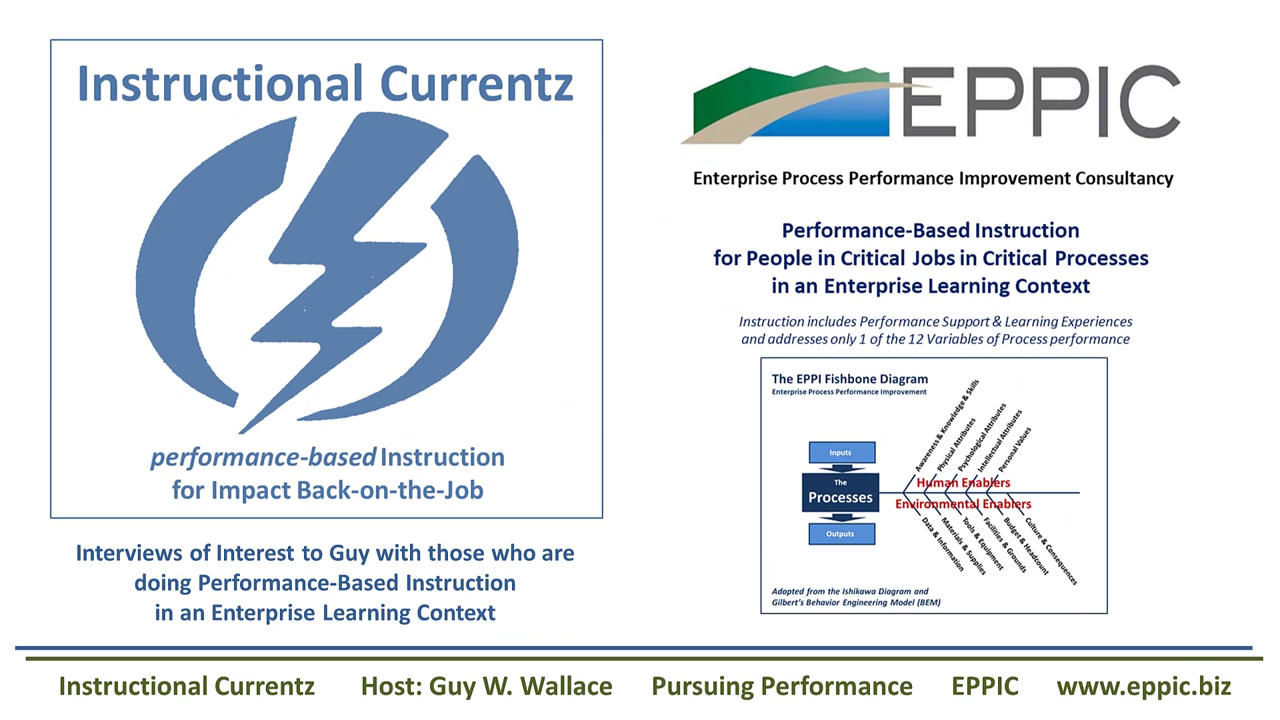 Instructional Currentz
performance-based Instruction
for Impact Back-on-the-Job
Interviews of Interest to Guy with those who are
doing Performance-Based Instruction
in an Enterprise Learning Context
EPPIC
Enterprise Process Performance Improvement Consultancy
Performance-Based Instruction
for People in Critical Jobs in Critical Processes
in an Enterprise Learning Context
Instruction includes Performance Support & Learning Experiences
and addresses only 1 of the 12 Variables of Process performance
The EPPI Fishbone Diagram
Enterprise Process Performance Improvement
Inputs
The
Processes
Outputs
Awareness & Knowledge & Skills
Physical Attributes
Psychological Attributes
Intellectual Attributes
Personal Values
Human Enablers
Environmental Enablers
Data & Information
Materials & Supplies
Tools & Equipment
Facilities & Grounds
Budget & Headcount
Culture & Consequences
Adapted from the Ishikawa Diagram and
Gilbert's Behavior Engineering Model (BEM)
Instructional Currentz Host: Guy W. Wallace Pursuing Performance EPPIC www.eppic.biz